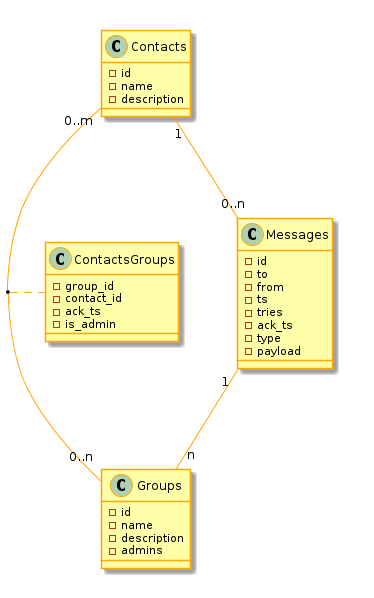 C Contacts
id
name
description
0..m
1
0..n
C Messages
id
to
from
ts
tries
ack_ts
type
payload
C ContactsGroups
group_id
contact_id
ack_ts
is_admin
1
0..n
n
C Groups
id
name
description
admins